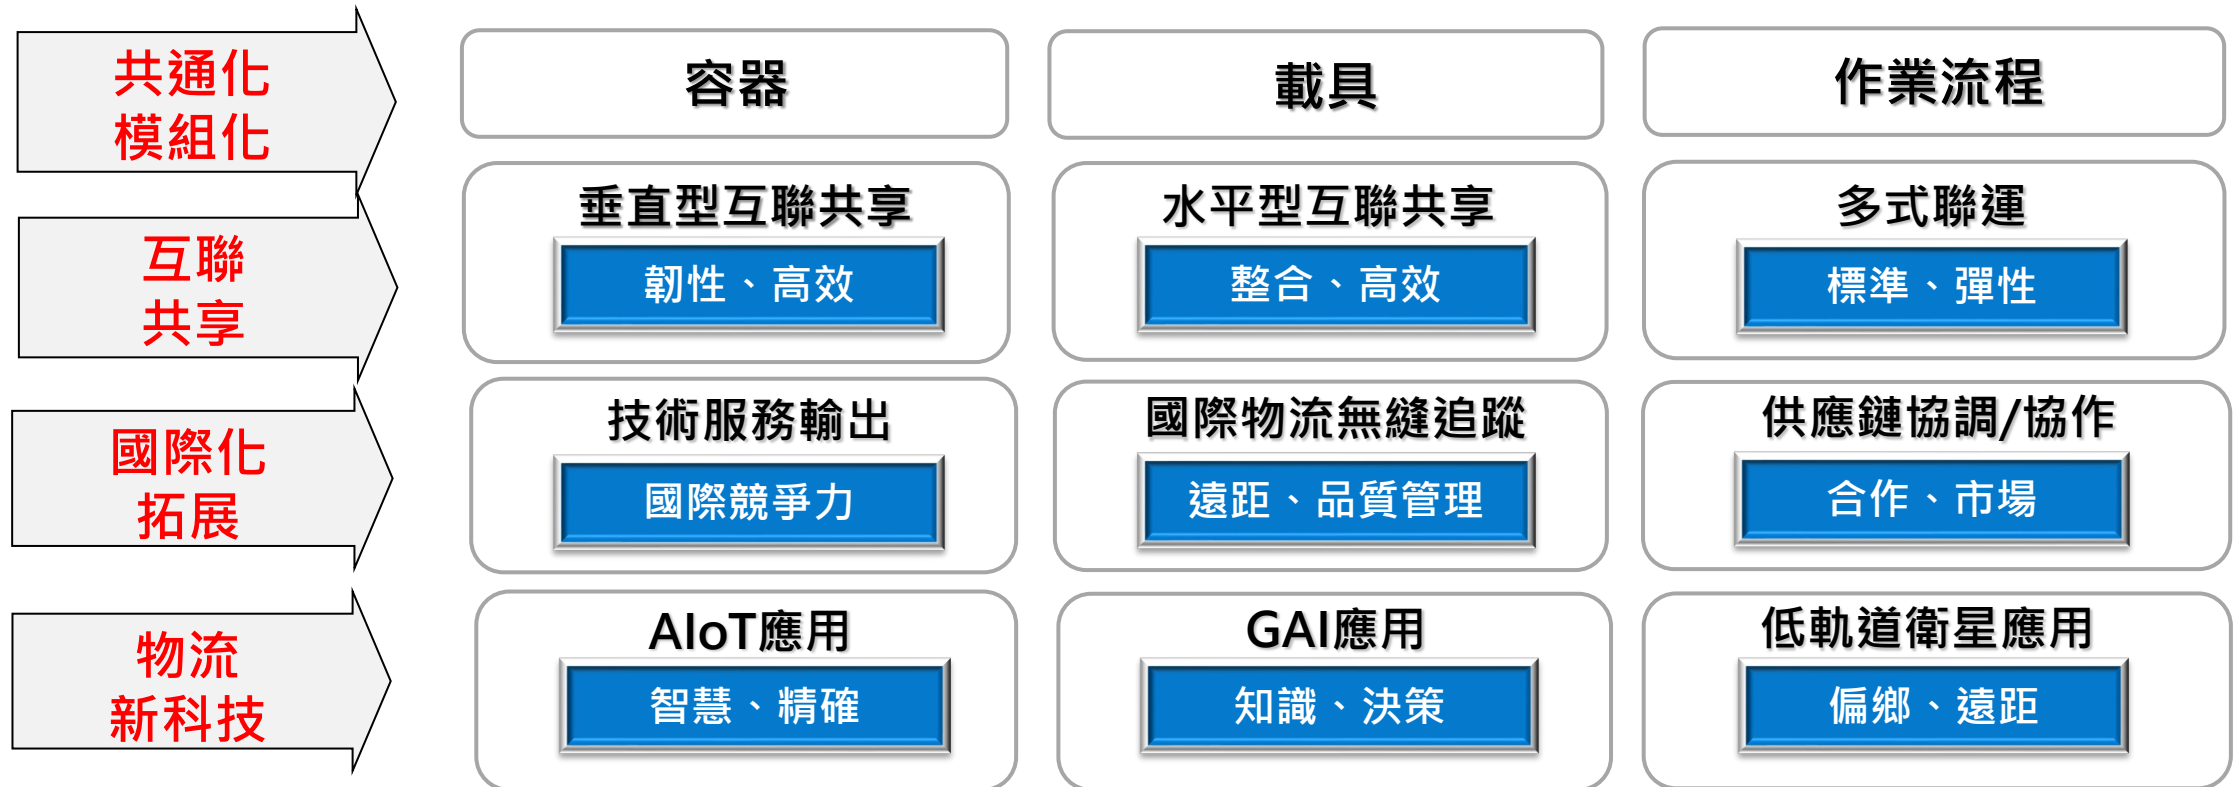 共通化
模組化
容器
載具
作業流程
互聯
共享
垂直型互聯共享
韌性、高效
水平型互聯共享
整合、高效
多式聯運
標準、彈性
國際化
拓展
技術服務輸出
國際競爭力
國際物流無縫追蹤
遠距、品質管理
供應鏈協調/協作
合作、市場
物流
新科技
AIoT應用
智慧、精確
GAI應用
知識、決策
低軌道衛星應用
偏鄉、遠距